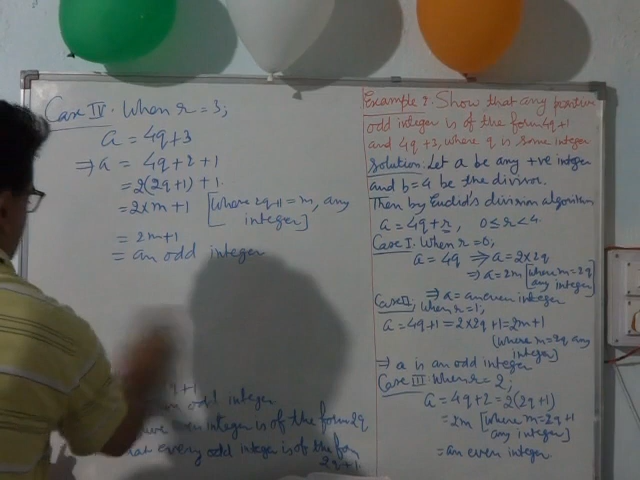 Case IV. When r = 3;
a = 4q+3
⇒ a = 4q+2+1
= 2(2q+1) + 1
= 2×m+1 [Where 2q+1 = m, any
integer]
= 2m+1
= an odd integer
q+1
odd integer
integer is of the form 2q
every odd integer is of the form
2q+1
Example 2. Show that any positive
odd integer is of the form 4q+1
and 4q+3, where q is some integer
Solution: Let a be any +ve integer
and b=4 be the divisor.
Then by Euclid's division algorithm
a = 4q+r, 0≤r<4.
Case I. When r=0,
a = 4q ⇒ a = 2×2q
⇒ a = 2m [Where m=2q
any integer]
⇒ a = an even integer
Case II, When r=1;
a = 4q+1 = 2×2q+1 = 2m+1
(Where m=2q, any
integer]
⇒ a is an odd integer
Case III When r=2;
a = 4q+2 = 2(2q+1)
= 2m [Where m=2q+1
any integer]
= an even integer